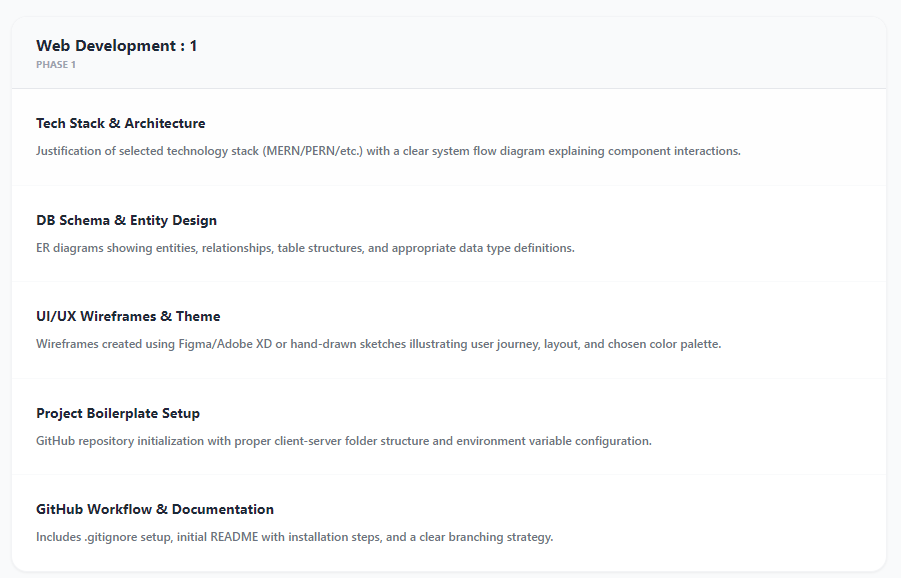 Web Development : 1
PHASE 1
Tech Stack & Architecture
Justification of selected technology stack (MERN/PERN/etc.) with a clear system flow diagram explaining component interactions.
DB Schema & Entity Design
ER diagrams showing entities, relationships, table structures, and appropriate data type definitions.
UI/UX Wireframes & Theme
Wireframes created using Figma/Adobe XD or hand-drawn sketches illustrating user journey, layout, and chosen color palette.
Project Boilerplate Setup
GitHub repository initialization with proper client-server folder structure and environment variable configuration.
GitHub Workflow & Documentation
Includes .gitignore setup, initial README with installation steps, and a clear branching strategy.